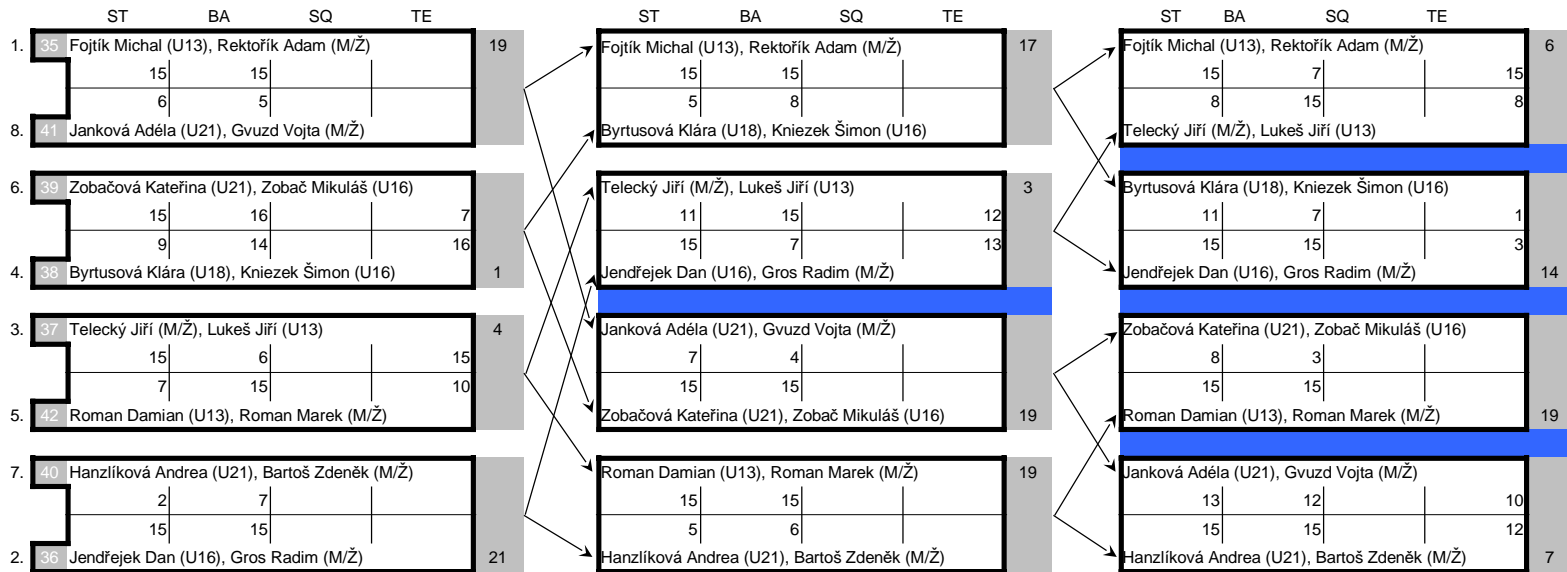 ST BA SQ TE ST BA SQ TE ST BA SQ TE
1. 35 Fojtík Michal (U13), Rektořík Adam (M/Ž) 19 Fojtík Michal (U13), Rektořík Adam (M/Ž) 17 Fojtík Michal (U13), Rektořík Adam (M/Ž) 6
15 15 15 15 15 7 15
6 5 5 8 8 15 8
8. 41 Janková Adéla (U21), Gvuzd Vojta (M/Ž) Byrtusová Klára (U18), Kniezek Šimon (U16) Telecký Jiří (M/Ž), Lukeš Jiří (U13)
6. 39 Zobačová Kateřina (U21), Zobač Mikuláš (U16) Telecký Jiří (M/Ž), Lukeš Jiří (U13) 3 Byrtusová Klára (U18), Kniezek Šimon (U16)
15 16 7 11 15 12 11 7 1
9 14 16 15 7 13 15 15 3
4. 38 Byrtusová Klára (U18), Kniezek Šimon (U16) 1 Jendřejek Dan (U16), Gros Radim (M/Ž) Jendřejek Dan (U16), Gros Radim (M/Ž) 14
3. 37 Telecký Jiří (M/Ž), Lukeš Jiří (U13) 4 Janková Adéla (U21), Gvuzd Vojta (M/Ž) Zobačová Kateřina (U21), Zobač Mikuláš (U16)
15 6 15 7 4 8 3
7 15 10 15 15 15 15
5. 42 Roman Damian (U13), Roman Marek (M/Ž) Zobačová Kateřina (U21), Zobač Mikuláš (U16) 19 Roman Damian (U13), Roman Marek (M/Ž) 19
7. 40 Hanzlíková Andrea (U21), Bartoš Zdeněk (M/Ž) Roman Damian (U13), Roman Marek (M/Ž) 19 Janková Adéla (U21), Gvuzd Vojta (M/Ž)
2 7 15 15 13 12 10
15 15 5 6 15 15 12
2. 36 Jendřejek Dan (U16), Gros Radim (M/Ž) 21 Hanzlíková Andrea (U21), Bartoš Zdeněk (M/Ž) Hanzlíková Andrea (U21), Bartoš Zdeněk (M/Ž) 7